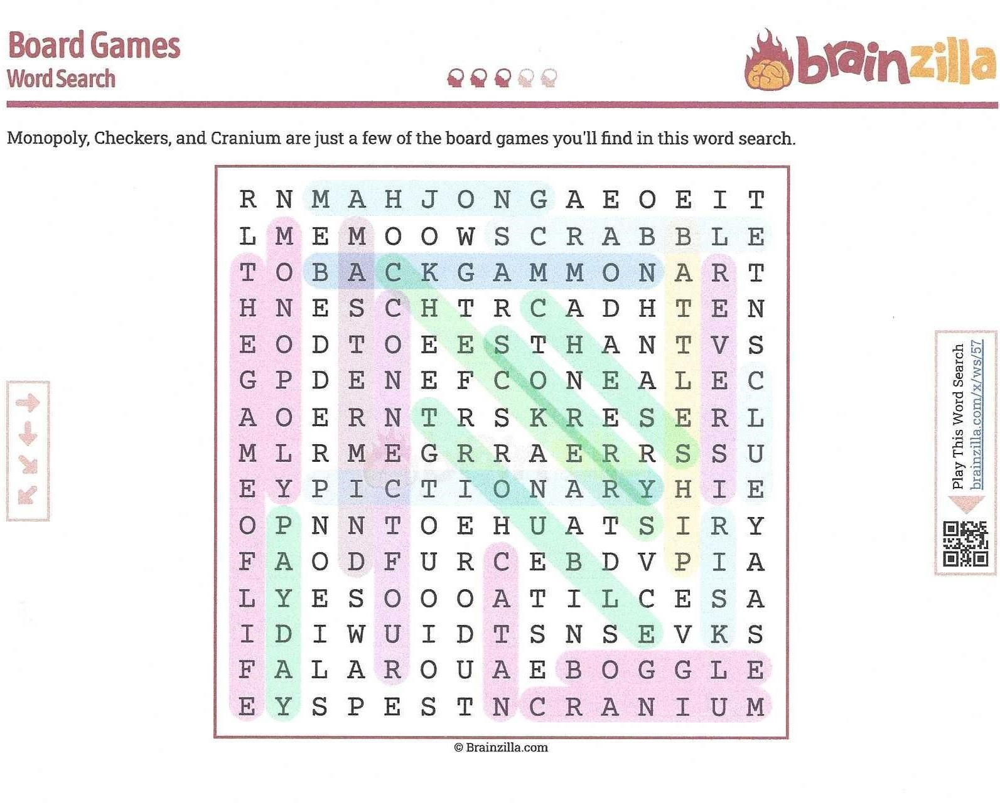 Board Games
Word Search
brainzilla
Monopoly, Checkers, and Cranium are just a few of the board games you'll find in this word search.
R N M A H J O N G A E O E I T
L M E M O O W S C R A B B L E
T O B A C K G A M M O N A R T
H N E S C H T R C A D H T E N
E O D T O E E S T H A N T V S
G P D E N E F C O N E A L E C
A O E R N T R S K R E S E R L
M L R M E G R R A E R R S S U
E Y P I C T I O N A R Y H I E
O P N N T O E H U A T S I R Y
F A O D F U R C E B D V P I A
L Y E S O O O A T I L C E S A
I D I W U I D T S N S E V K S
F A L A R O U A E B O G G L E
E Y S P E S T N C R A N I U M
Play This Word Search
brainzilla.com/x/ws/57
© Brainzilla.com